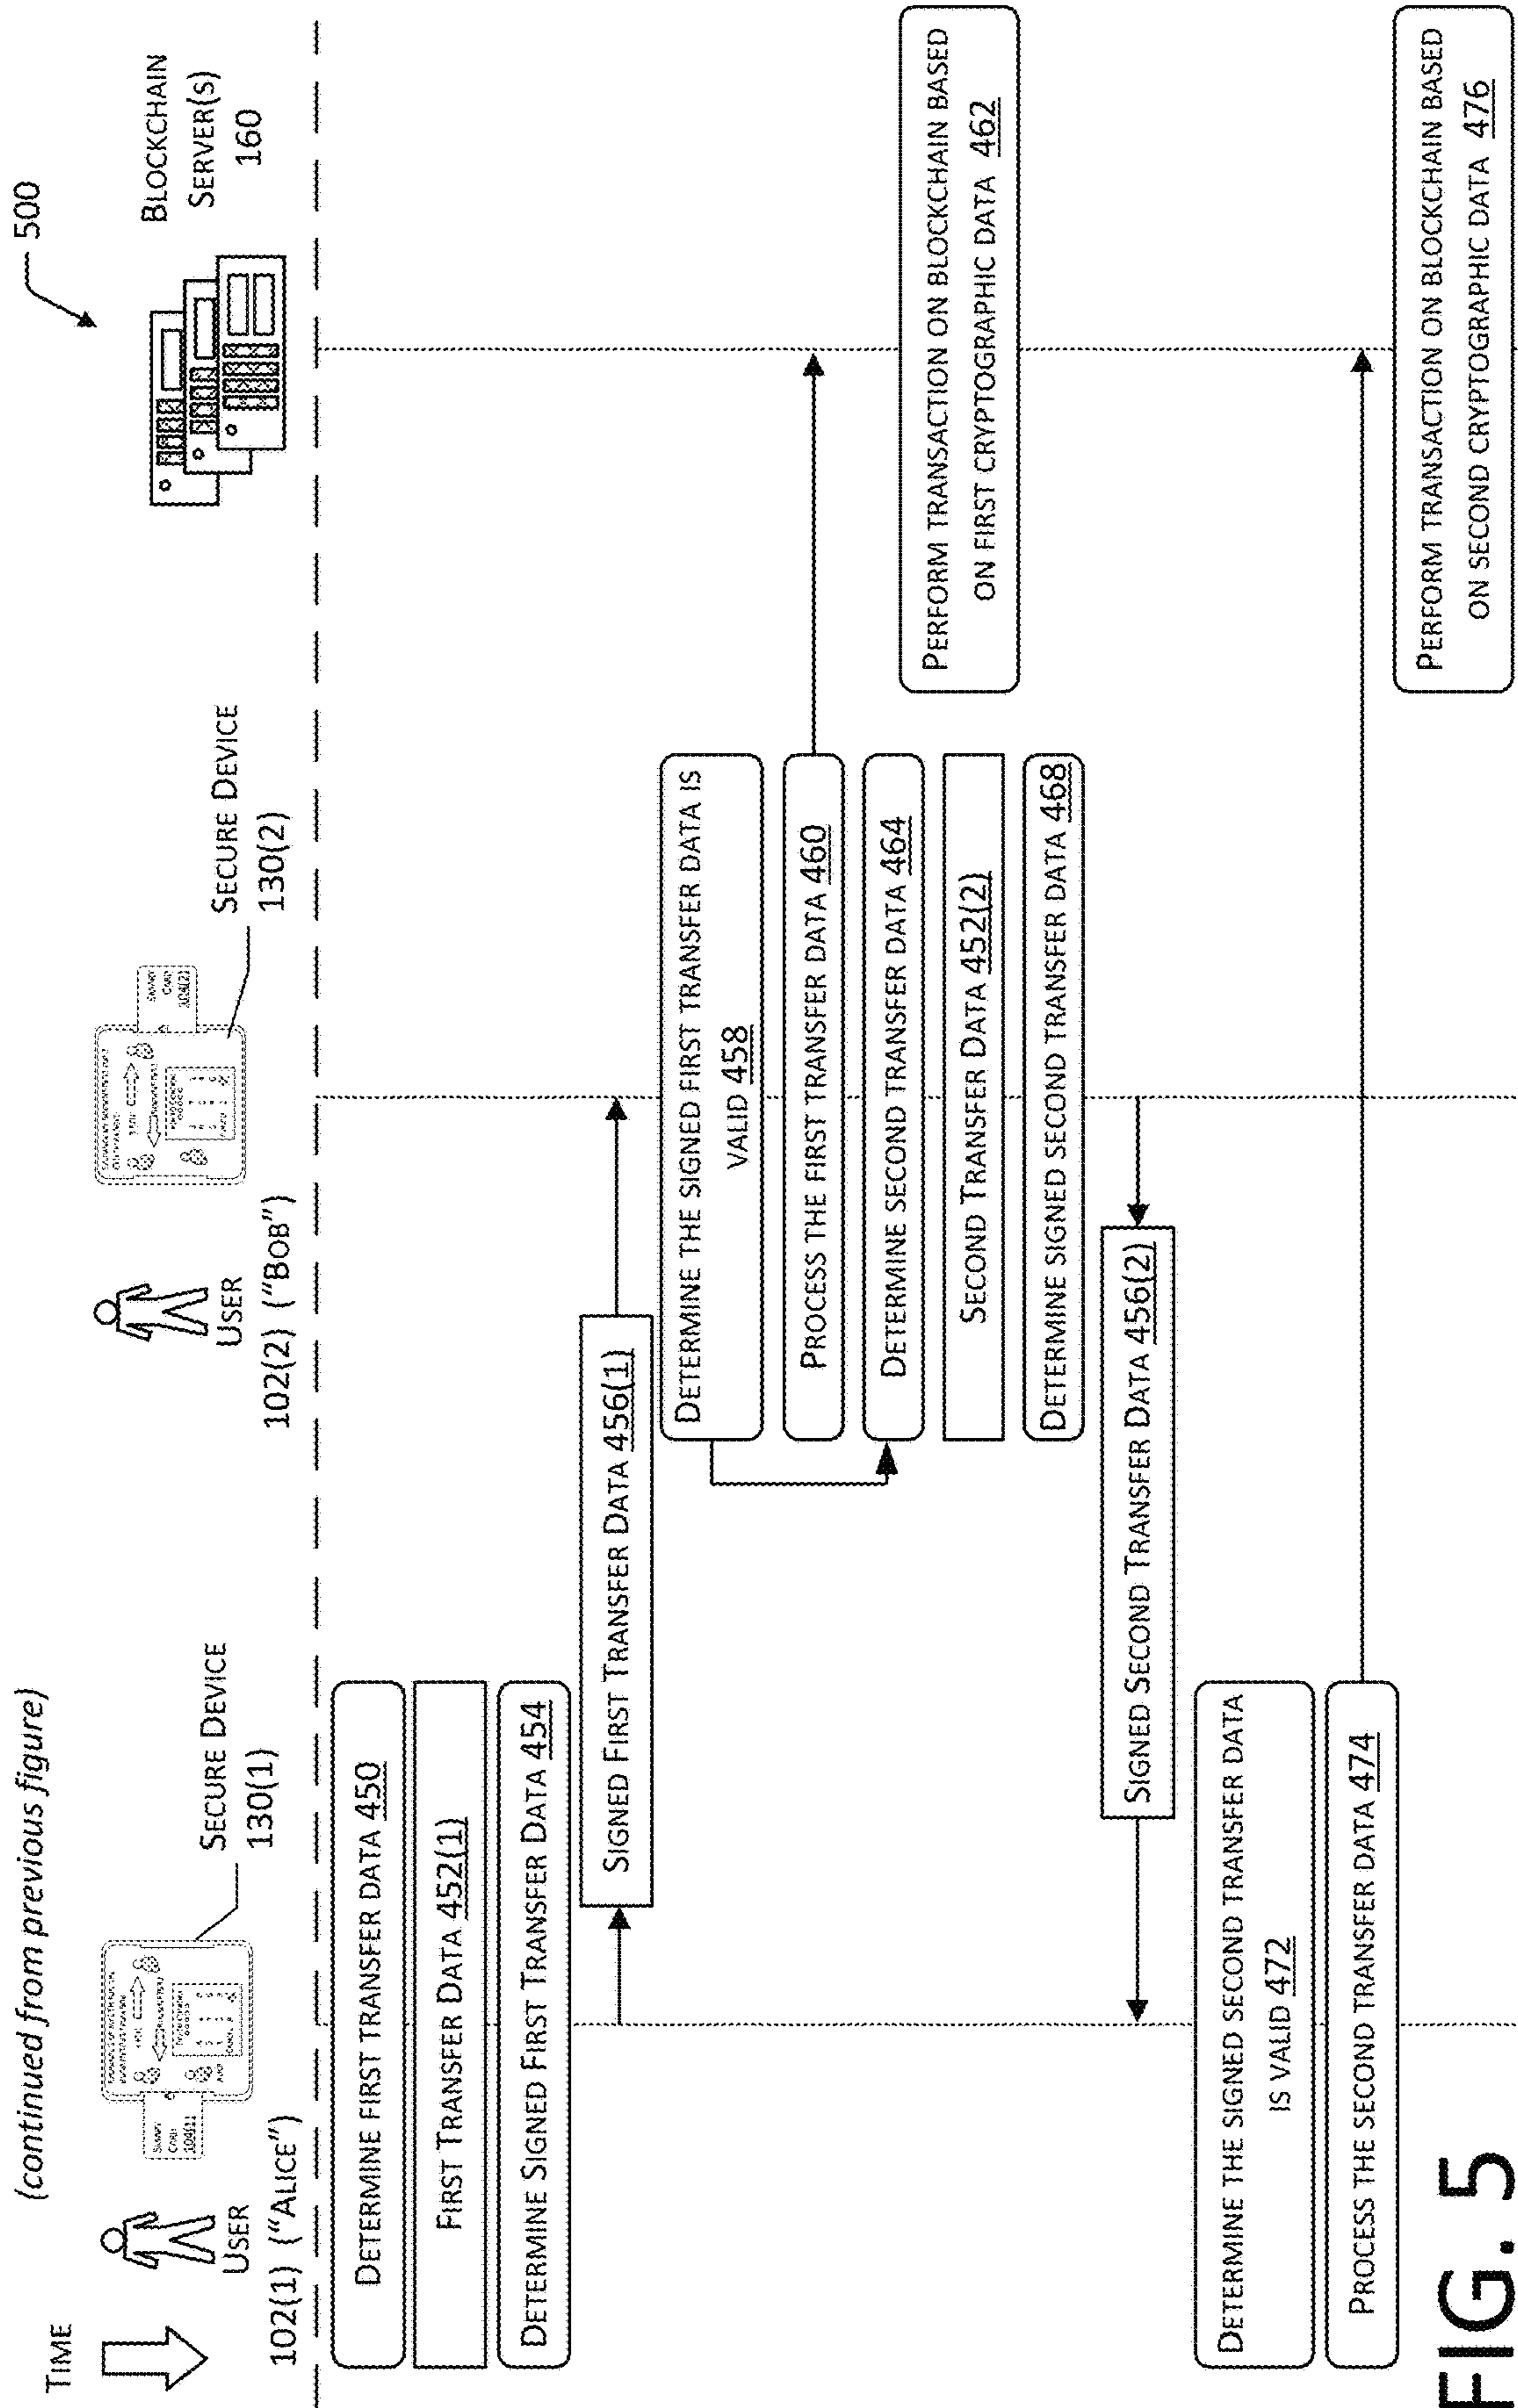 (continued from previous figure)
500
TIME
USER
102(1) ("ALICE")
SECURE DEVICE
130(1)
USER
102(2) ("BOB")
SECURE DEVICE
130(2)
BLOCKCHAIN
SERVER(S)
160
DETERMINE FIRST TRANSFER DATA 450
FIRST TRANSFER DATA 452(1)
DETERMINE SIGNED FIRST TRANSFER DATA 454
SIGNED FIRST TRANSFER DATA 456(1)
DETERMINE THE SIGNED FIRST TRANSFER DATA IS
VALID 458
PROCESS THE FIRST TRANSFER DATA 460
DETERMINE SECOND TRANSFER DATA 464
PERFORM TRANSACTION ON BLOCKCHAIN BASED
ON FIRST CRYPTOGRAPHIC DATA 462
SECOND TRANSFER DATA 452(2)
DETERMINE SIGNED SECOND TRANSFER DATA 468
SIGNED SECOND TRANSFER DATA 456(2)
DETERMINE THE SIGNED SECOND TRANSFER DATA
IS VALID 472
PROCESS THE SECOND TRANSFER DATA 474
PERFORM TRANSACTION ON BLOCKCHAIN BASED
ON SECOND CRYPTOGRAPHIC DATA 476
FIG. 5